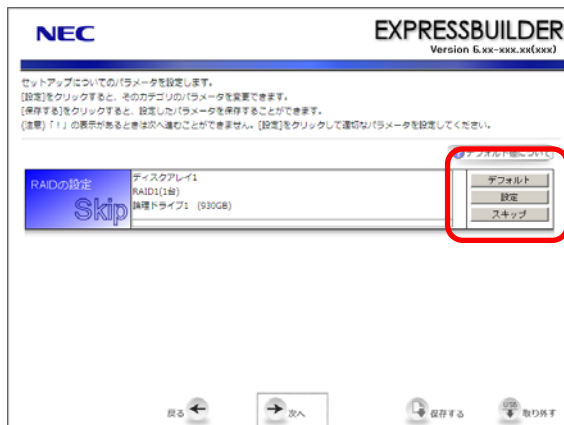 NEC
EXPRESSBUILDER
Version 6.xx-xxx.xx(xxx)
セットアップについてのパラメータを設定します。
[設定]をクリックすると、そのカテゴリのパラメータを変更できます。
[保存する]をクリックすると、設定したパラメータを保存することができます。
(注意)「！」の表示があるときは次へ進むことができません。[設定]をクリックして適切なパラメータを設定してください。
デフォルト値について
RAIDの設定
Skip
ディスクアレイ1
RAID1(1台)
論理ドライブ1 (930GB)
デフォルト
設定
スキップ
戻る
次へ
保存する
USB
取り外す